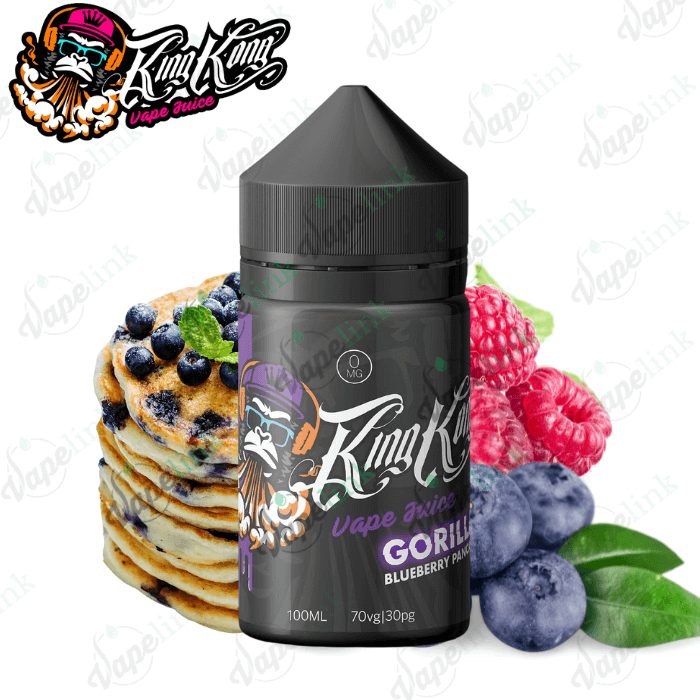 King Kong
Vape Juice
0
MG
King Kong
Vape Juice
GORILL
BLUEBERRY PANC
100ML 70vg|30pg
Vapelink